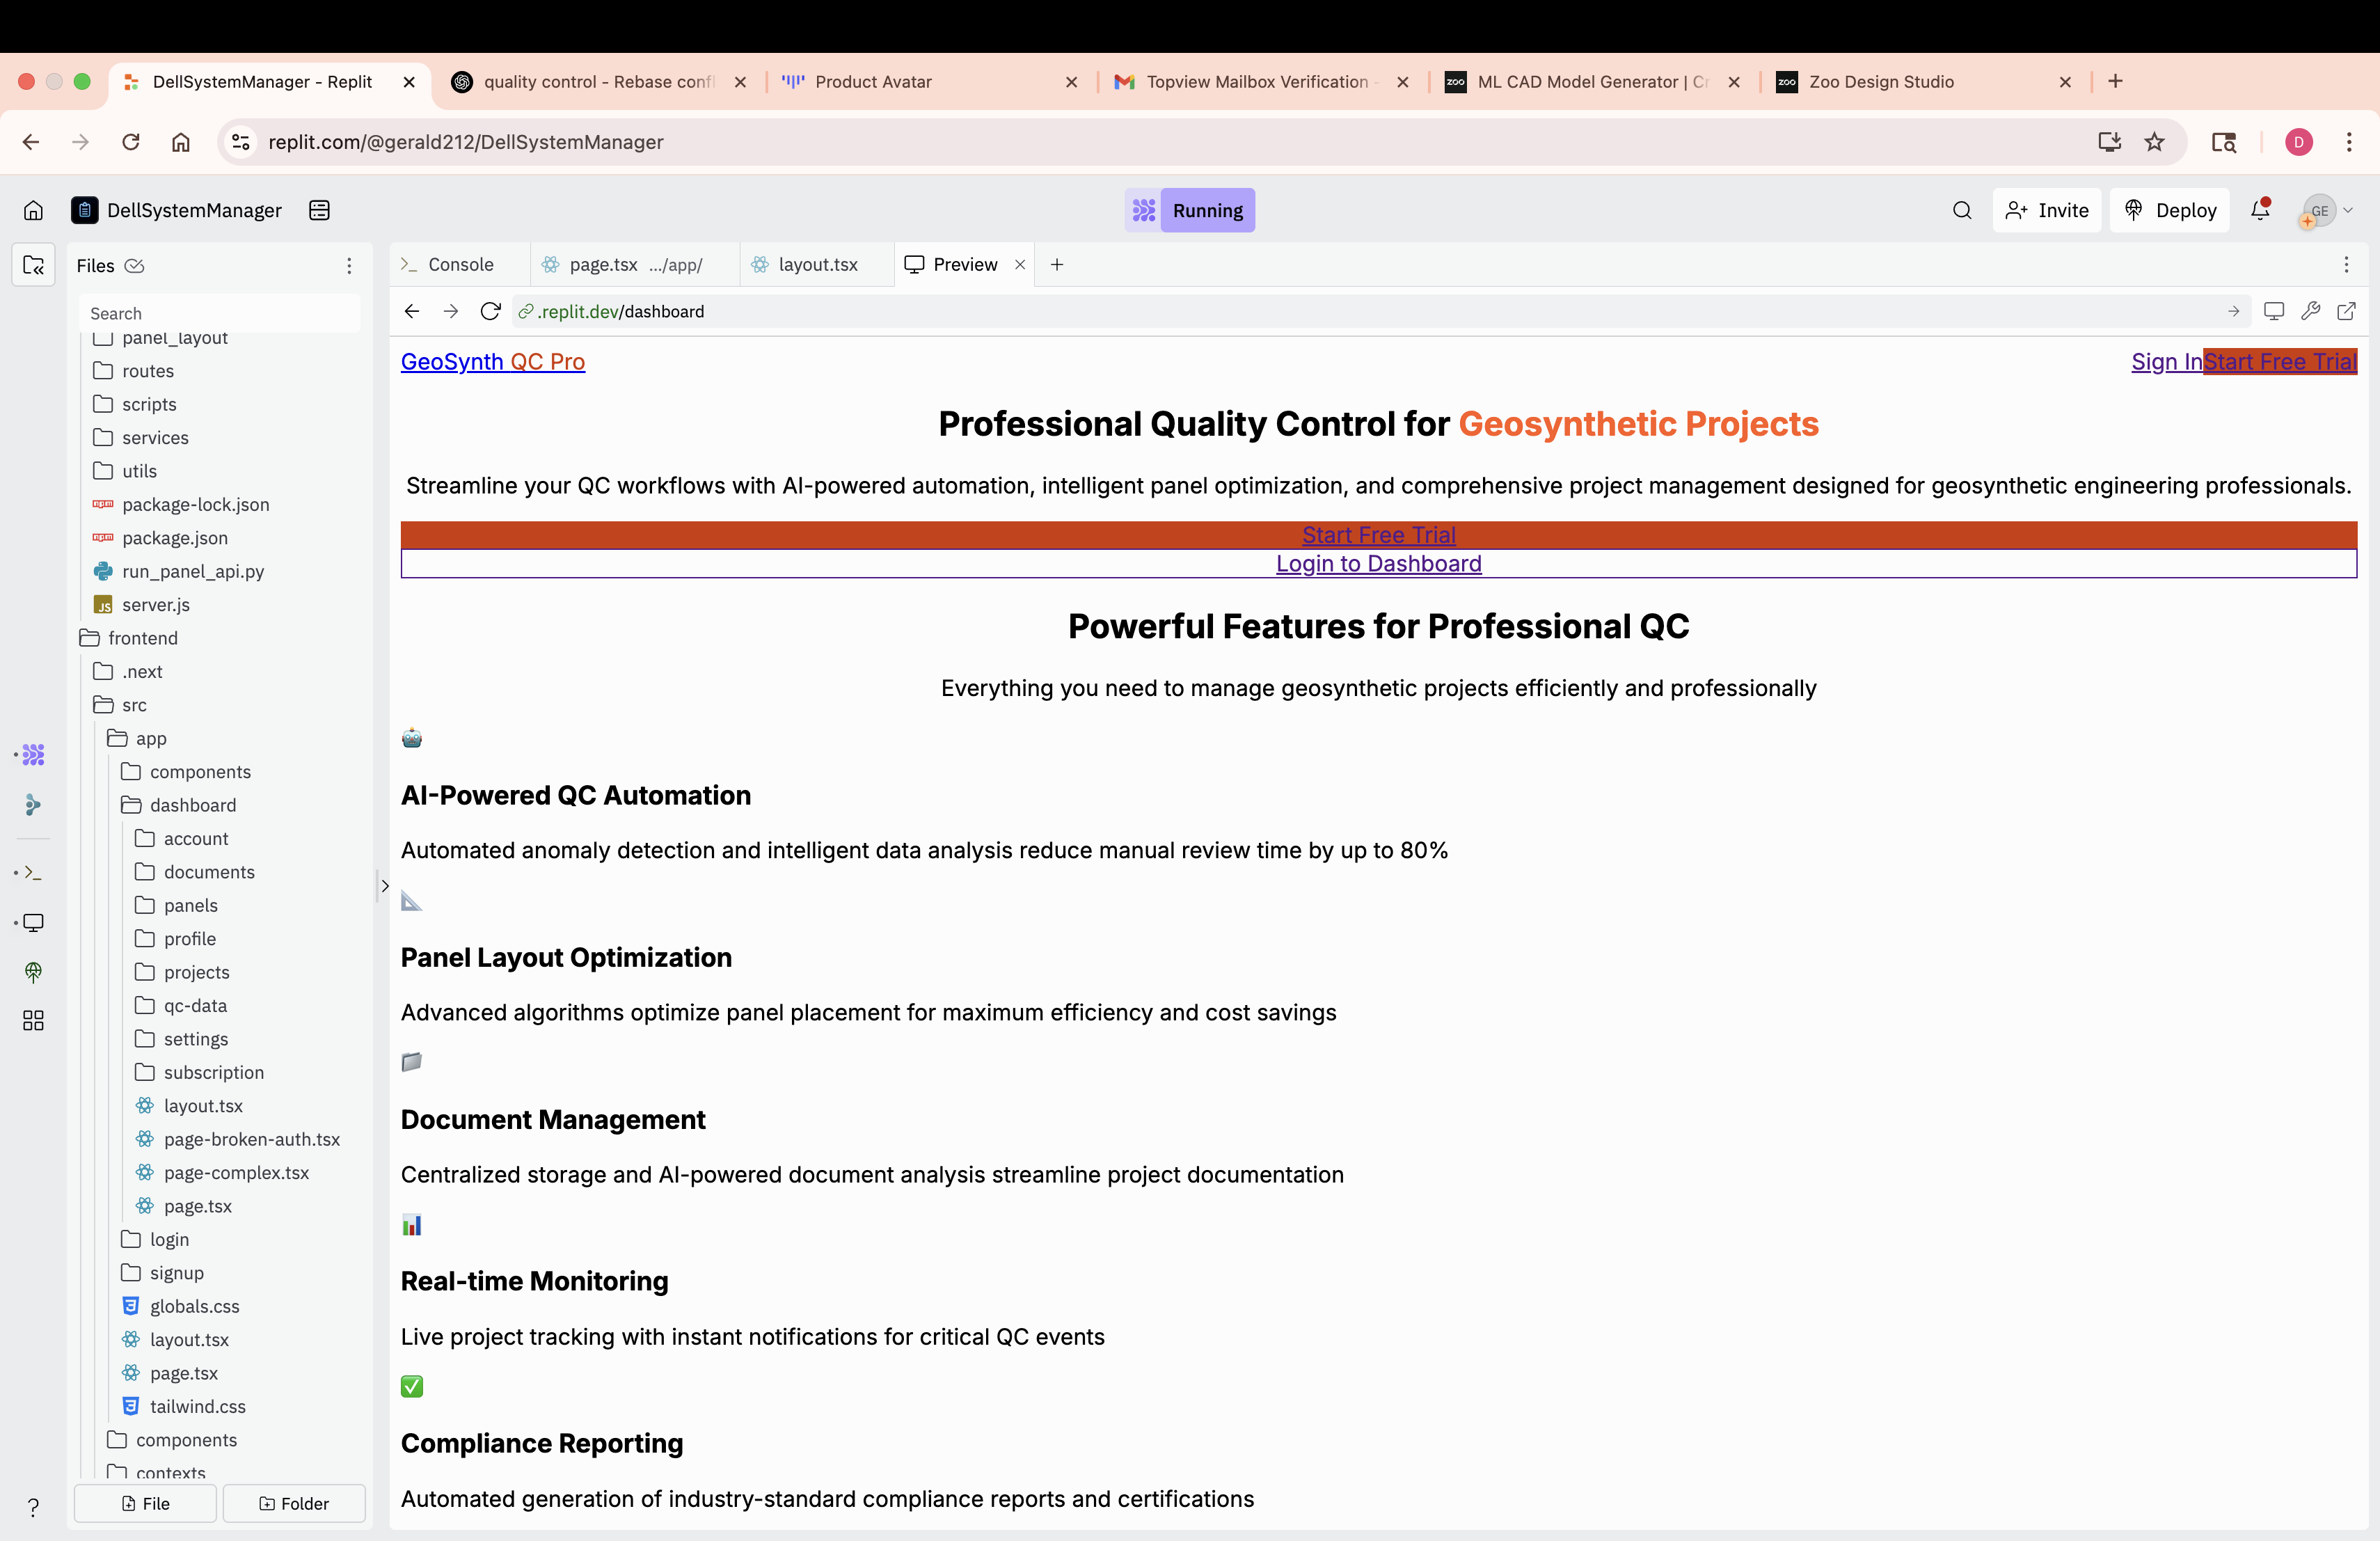 DellSystemManager - Replit
quality control - Rebase confl
Product Avatar
Topview Mailbox Verification -
ML CAD Model Generator | Cr
Zoo Design Studio
replit.com/@gerald212/DellSystemManager
D
DellSystemManager
Running
Invite
Deploy
GE
Files
Console
page.tsx .../app/
layout.tsx
Preview
Search
.replit.dev/dashboard
panel_layout
routes
scripts
services
utils
package-lock.json
package.json
run_panel_api.py
server.js
frontend
.next
src
app
components
dashboard
account
documents
panels
profile
projects
qc-data
settings
subscription
layout.tsx
page-broken-auth.tsx
page-complex.tsx
page.tsx
login
signup
globals.css
layout.tsx
page.tsx
tailwind.css
components
contexts
File
Folder
GeoSynth QC Pro
Sign InStart Free Trial
Professional Quality Control for Geosynthetic Projects
Streamline your QC workflows with AI-powered automation, intelligent panel optimization, and comprehensive project management designed for geosynthetic engineering professionals.
Start Free Trial
Login to Dashboard
Powerful Features for Professional QC
Everything you need to manage geosynthetic projects efficiently and professionally
AI-Powered QC Automation
Automated anomaly detection and intelligent data analysis reduce manual review time by up to 80%
Panel Layout Optimization
Advanced algorithms optimize panel placement for maximum efficiency and cost savings
Document Management
Centralized storage and AI-powered document analysis streamline project documentation
Real-time Monitoring
Live project tracking with instant notifications for critical QC events
Compliance Reporting
Automated generation of industry-standard compliance reports and certifications